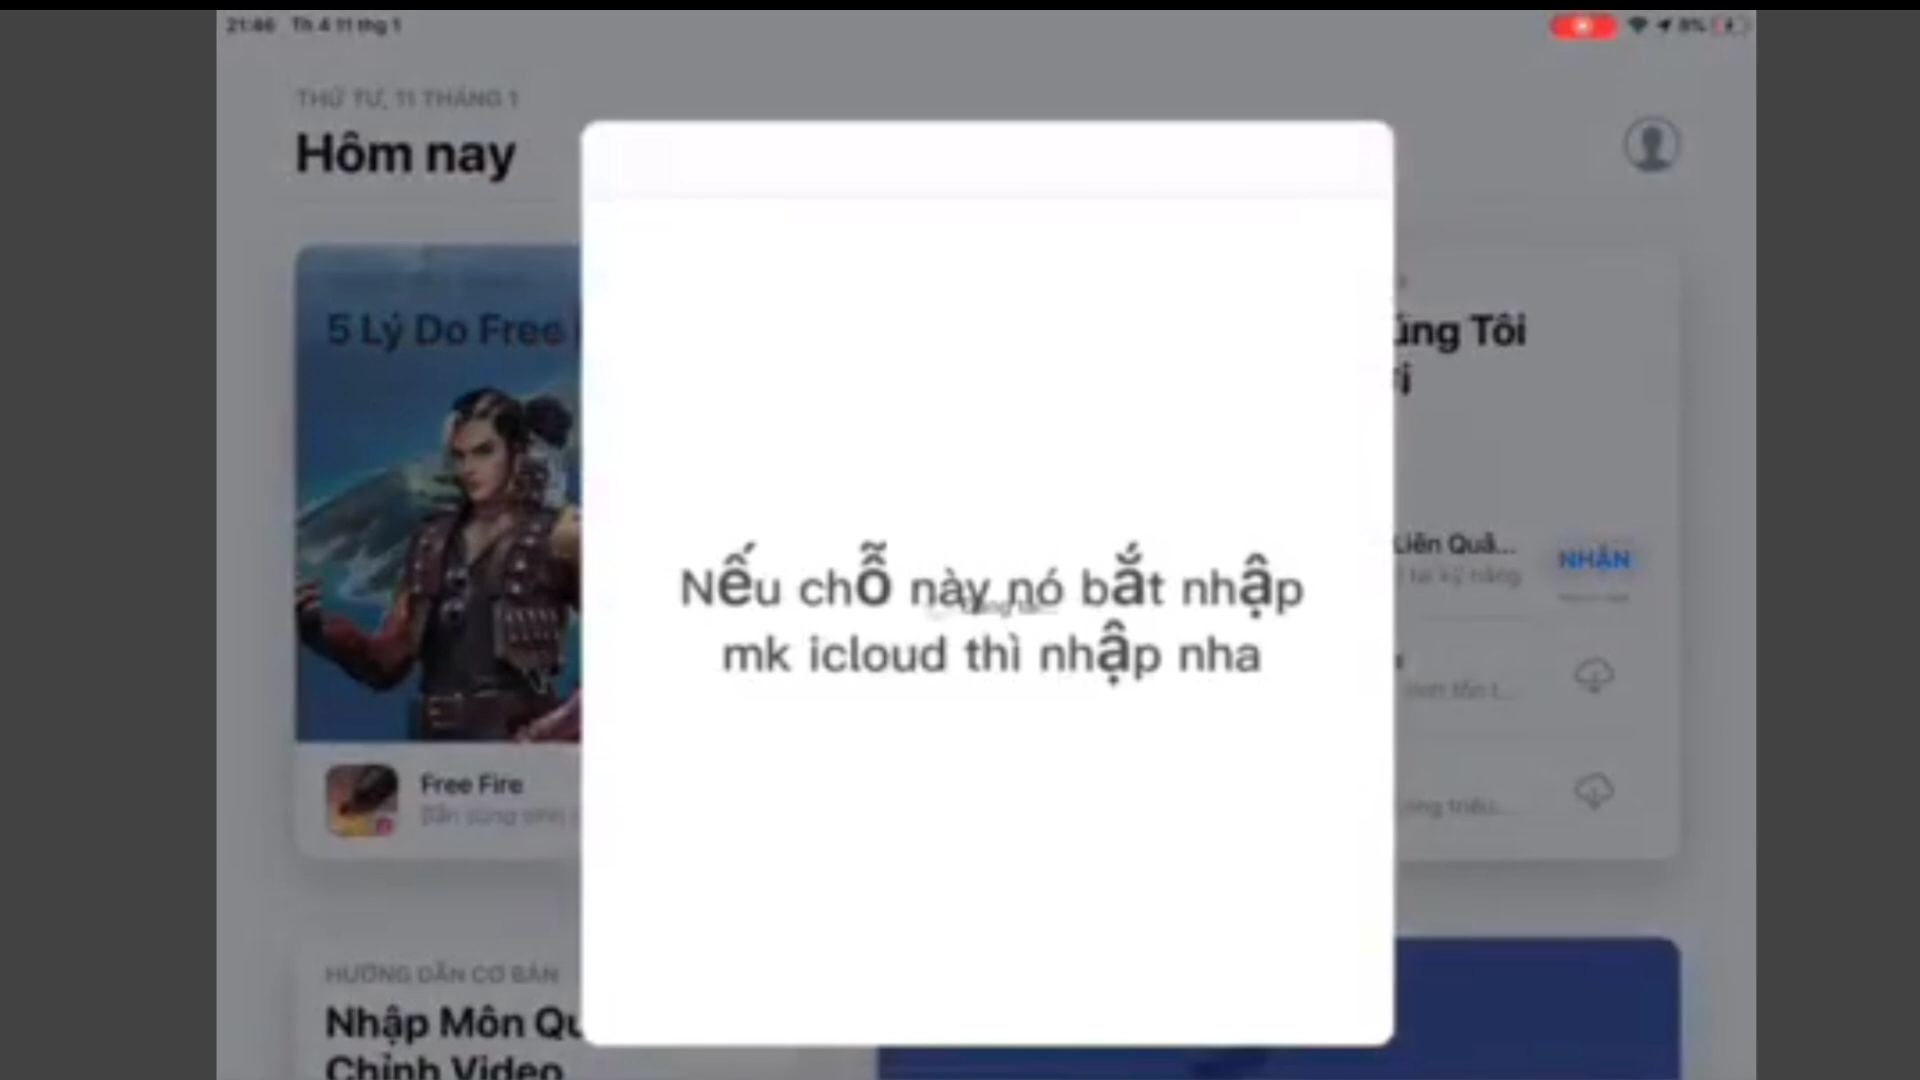 21:46 Th 4 11 thg 1
8%
THỨ TƯ, 11 THÁNG 1
Hôm nay
5 Lý Do Free
úng Tôi
Nếu chỗ này nó bắt nhập
mk icloud thì nhập nha
Liên Quâ...
NHẬN
Free Fire
HƯỚNG DẪN CƠ BẢN
Nhập Môn Qu
Chỉnh Video